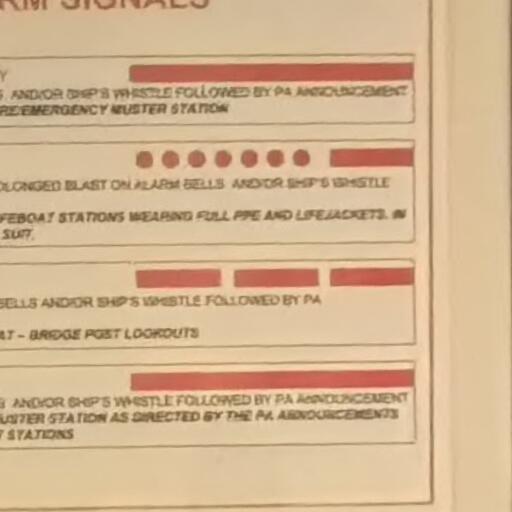 RM SIGNALS
Y
AND/OR SHIP'S WHISTLE FOLLOWED BY PA ANNOUNCEMENT
RE/EMERGENCY MUSTER STATION
OLONGED BLAST ON ALARM BELLS AND/OR SHIP'S WHISTLE
FEBOAT STATIONS WEARING FULL PPE AND LIFEJACKETS. IN
SUIT.
BELLS AND/OR SHIP'S WHISTLE FOLLOWED BY PA
AT - BRIDGE POST LOOKOUTS
S AND/OR SHIP'S WHISTLE FOLLOWED BY PA ANNOUNCEMENT
USTER STATION AS DIRECTED BY THE PA ANNOUNCEMENTS
T STATIONS